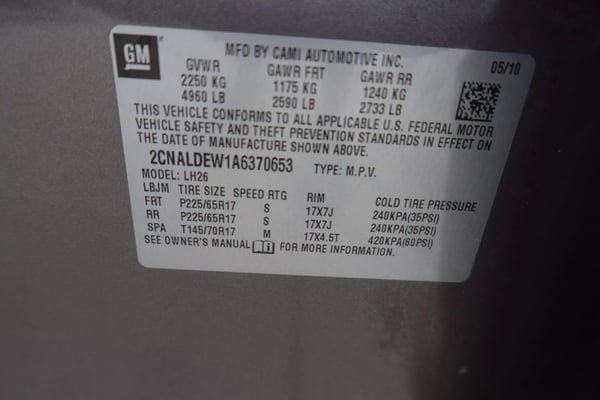 GM
MFD BY CAMI AUTOMOTIVE INC.
05/10
GVWR GAWR FRT GAWR RR
2250 KG 1175 KG 1240 KG
4960 LB 2590 LB 2733 LB
THIS VEHICLE CONFORMS TO ALL APPLICABLE U.S. FEDERAL MOTOR
VEHICLE SAFETY AND THEFT PREVENTION STANDARDS IN EFFECT ON
THE DATE OF MANUFACTURE SHOWN ABOVE.
2CNALDEW1A6370653 TYPE: M.P.V.
MODEL: LH26
LBJM TIRE SIZE SPEED RTG RIM COLD TIRE PRESSURE
FRT P225/65R17 S 17X7J 240KPA(35PSI)
RR P225/65R17 S 17X7J 240KPA(35PSI)
SPA T145/70R17 M 17X4.5T 420KPA(60PSI)
SEE OWNER'S MANUAL FOR MORE INFORMATION.